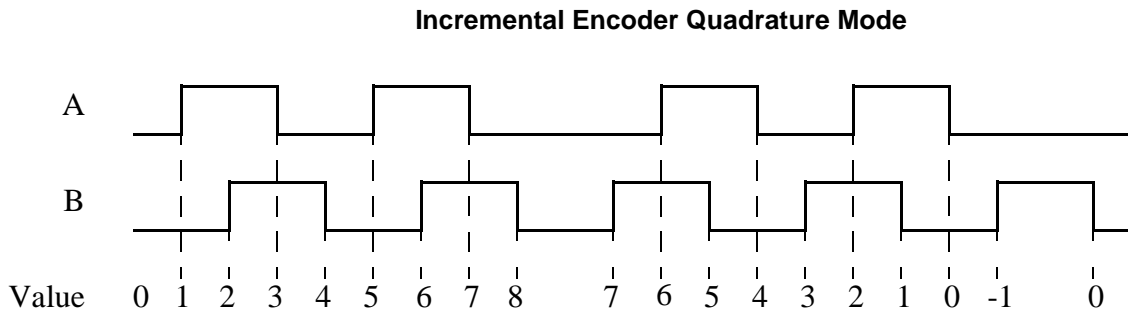 Incremental Encoder Quadrature Mode
A
B
Value 0 1 2 3 4 5 6 7 8 7 6 5 4 3 2 1 0 -1 0